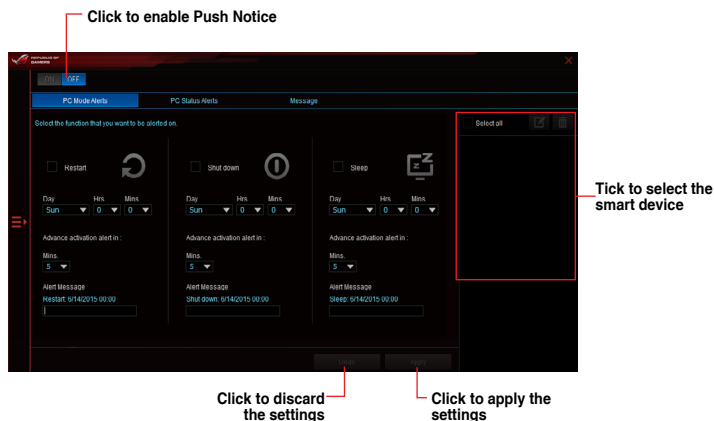 Click to enable Push Notice
REPUBLIC OF
GAMERS
ON OFF
PC Mode Alerts PC Status Alerts Message
Select the function that you want to be alerted on.
Select all
Restart Shut down Sleep
Day Hrs Mins Day Hrs Mins Day Hrs Mins
Sun 0 0 Sun 0 0 Sun 0 0
Tick to select the
smart device
Advance activation alert in : Advance activation alert in : Advance activation alert in :
Mins. Mins. Mins.
5 5 5
Alert Message Alert Message Alert Message
Restart: 6/14/2015 00:00 Shut down: 6/14/2015 00:00 Sleep: 6/14/2015 00:00
Undo Apply
Click to discard
the settings
Click to apply the
settings